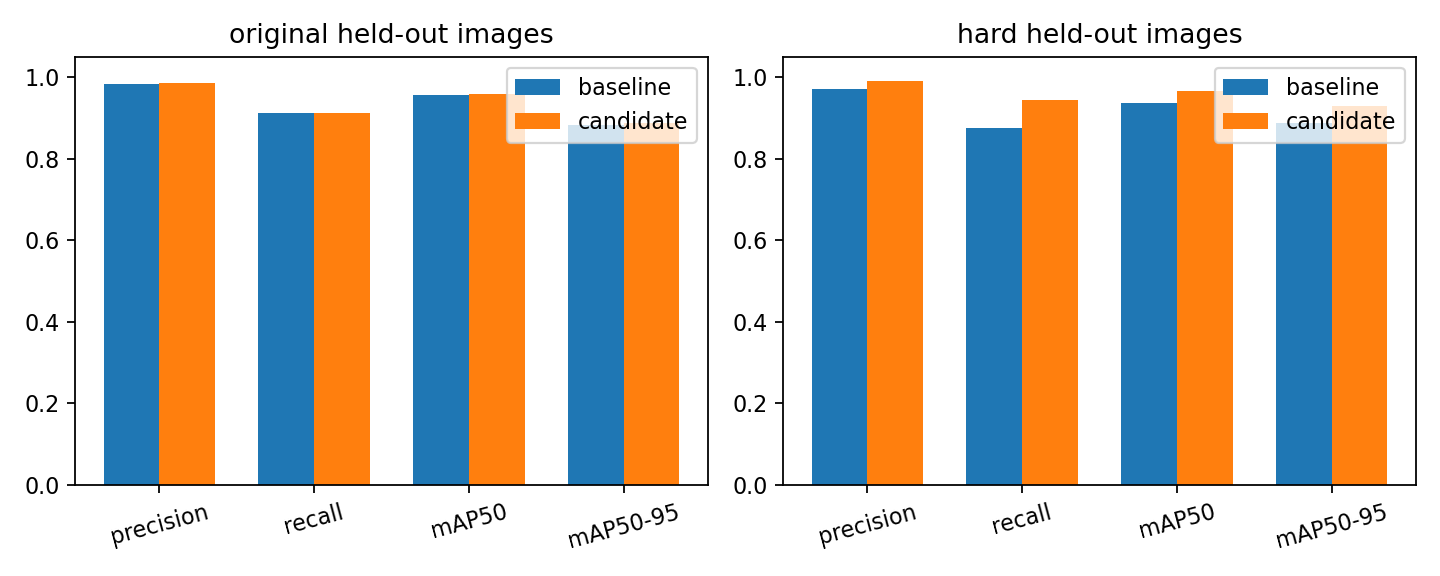 original held-out images
1.0
0.8
0.6
0.4
0.2
0.0
baseline
candidate
precision
recall
mAP50
mAP50-95
hard held-out images
1.0
0.8
0.6
0.4
0.2
0.0
baseline
candidate
precision
recall
mAP50
mAP50-95